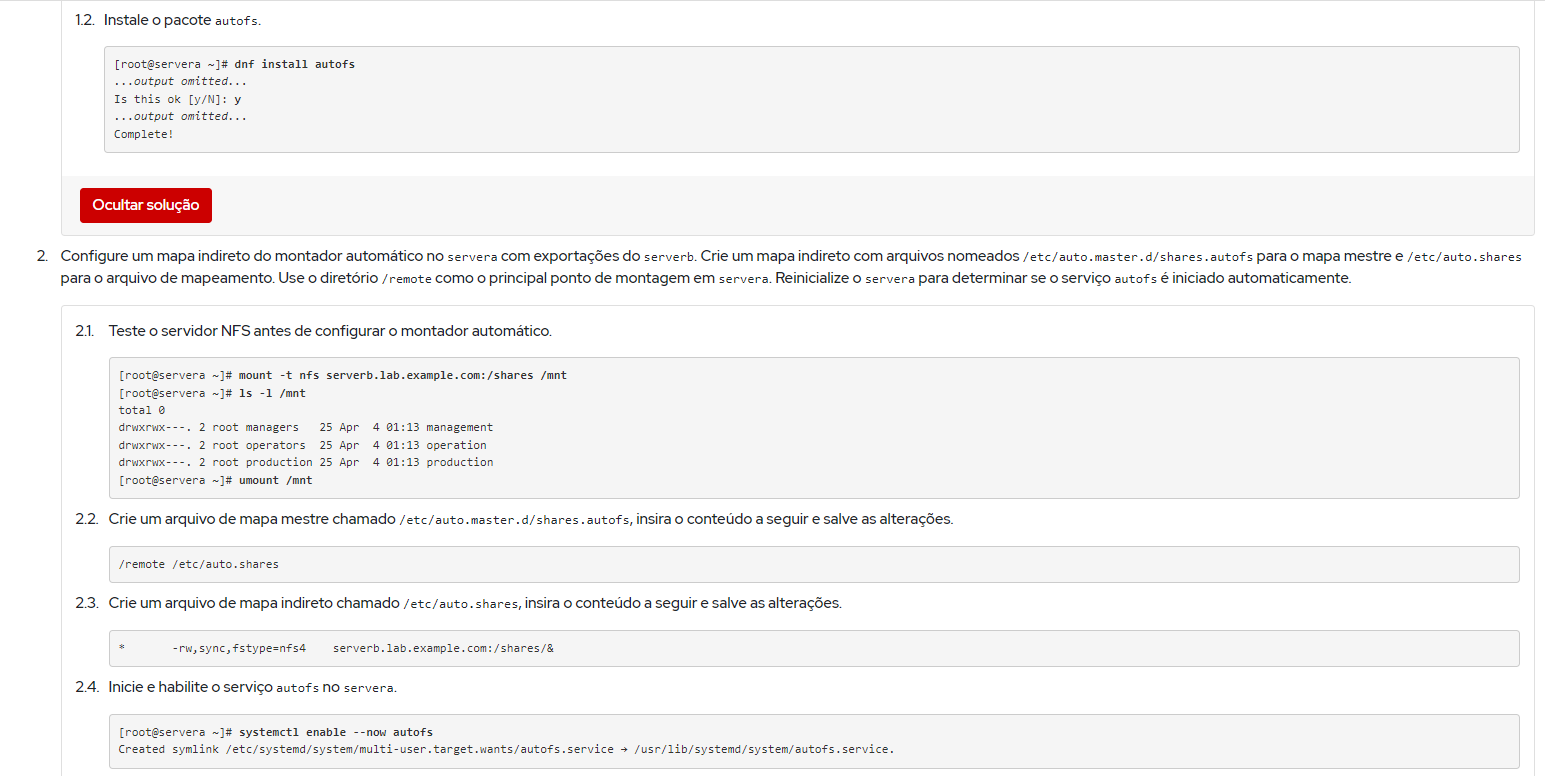 1.2. Instale o pacote autofs.
[root@servera ~]# dnf install autofs
...output omitted...
Is this ok [y/N]: y
...output omitted...
Complete!
Ocultar solução
2. Configure um mapa indireto do montador automático no servera com exportações do serverb. Crie um mapa indireto com arquivos nomeados /etc/auto.master.d/shares.autofs para o mapa mestre e /etc/auto.shares
para o arquivo de mapeamento. Use o diretório /remote como o principal ponto de montagem em servera. Reinicialize o servera para determinar se o serviço autofs é iniciado automaticamente.
2.1. Teste o servidor NFS antes de configurar o montador automático.
[root@servera ~]# mount -t nfs serverb.lab.example.com:/shares /mnt
[root@servera ~]# ls -l /mnt
total 0
drwxrwx---. 2 root managers   25 Apr  4 01:13 management
drwxrwx---. 2 root operators  25 Apr  4 01:13 operation
drwxrwx---. 2 root production 25 Apr  4 01:13 production
[root@servera ~]# umount /mnt
2.2. Crie um arquivo de mapa mestre chamado /etc/auto.master.d/shares.autofs, insira o conteúdo a seguir e salve as alterações.
/remote /etc/auto.shares
2.3. Crie um arquivo de mapa indireto chamado /etc/auto.shares, insira o conteúdo a seguir e salve as alterações.
*       -rw,sync,fstype=nfs4    serverb.lab.example.com:/shares/&
2.4. Inicie e habilite o serviço autofs no servera.
[root@servera ~]# systemctl enable --now autofs
Created symlink /etc/systemd/system/multi-user.target.wants/autofs.service → /usr/lib/systemd/system/autofs.service.